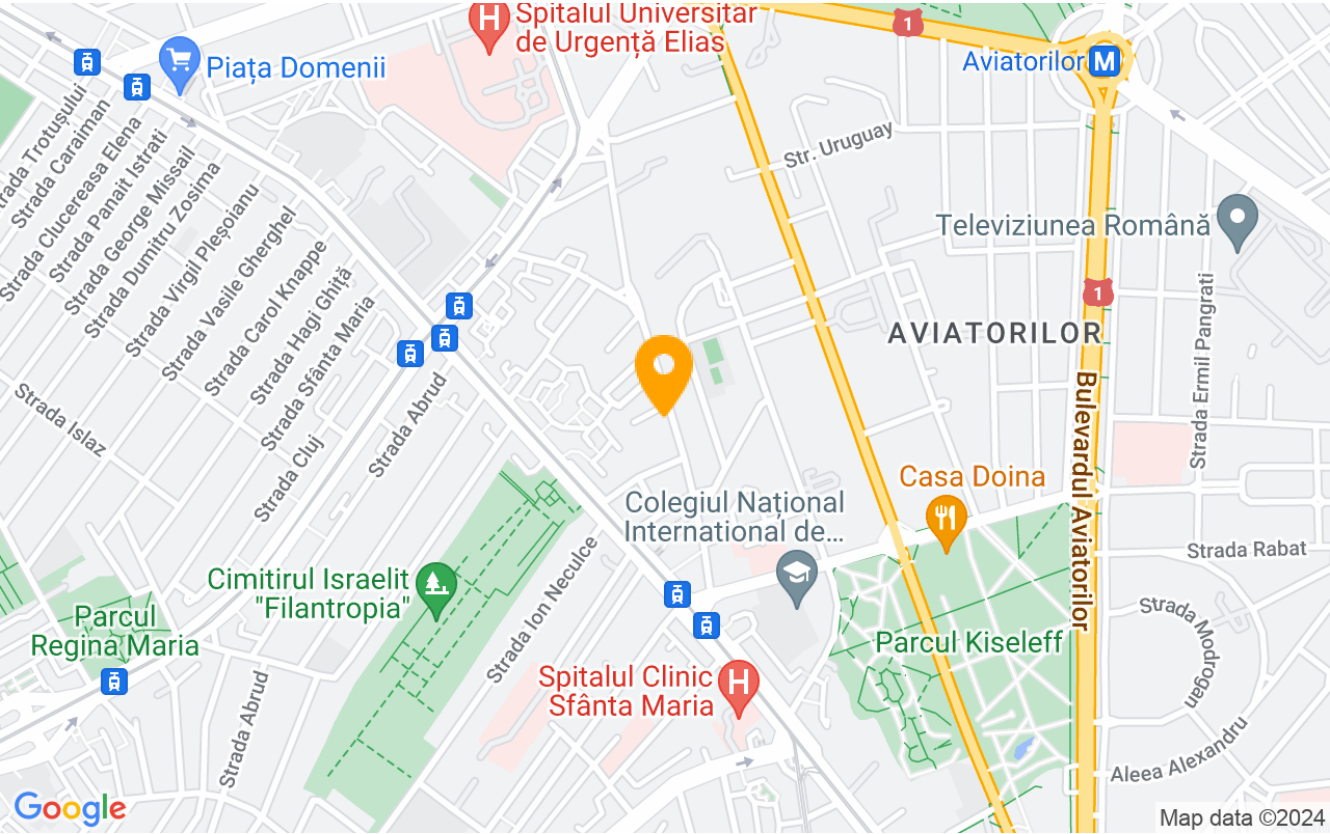 Spitalul Universitar
de Urgență Elias
1
Aviatorilor
M
Piața Domenii
Str. Uruguay
Strada Caraiman
Strada Clucereasa Elena
Strada Panait Istrati
Strada George Missail
Strada Dumitru Zosima
Strada Virgil Pleșoianu
Strada Vasile Gherghel
Strada Carol Knappe
Strada Hagi Ghiță
Strada Sfânta Maria
Televiziunea Română
1
AVIATORILOR
Strada Ermil Pangrati
Strada Islaz
Strada Cluj
Strada Abrud
Bulevardul Aviatorilor
Casa Doina
Colegiul Național
International de...
Strada Rabat
Cimitirul Israelit
"Filantropia"
Strada Ion Neculce
Parcul
Regina Maria
Strada Modrogan
Parcul Kiseleff
Spitalul Clinic
Sfânta Maria
H
H
Strada Abrud
Aleea Alexandru
Google
Map data ©2024